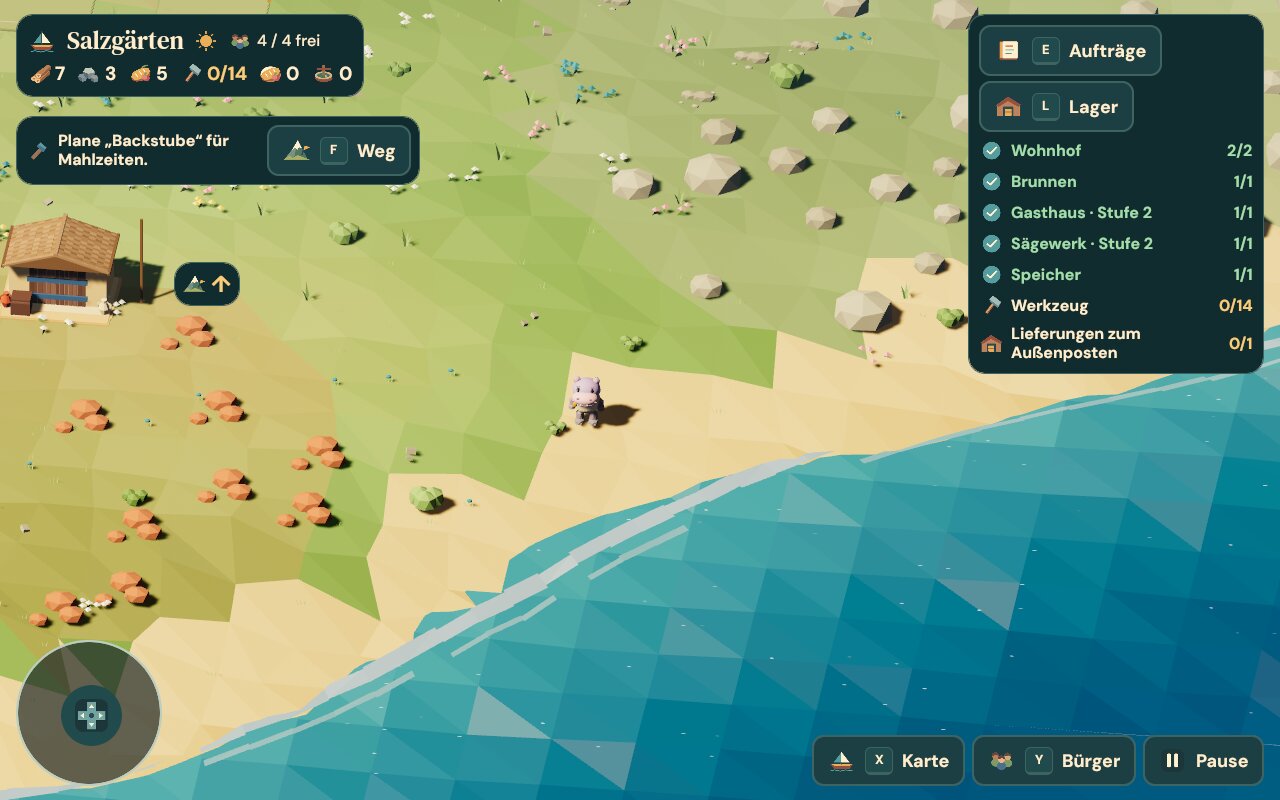 Salzgärten
4 / 4 frei
7 3 5 0/14 0 0
Plane „Backstube“ für
Mahlzeiten.
F Weg
E Aufträge
L Lager
Wohnhof 2/2
Brunnen 1/1
Gasthaus · Stufe 2 1/1
Sägewerk · Stufe 2 1/1
Speicher 1/1
Werkzeug 0/14
Lieferungen zum
Außenposten 0/1
X Karte
Y Bürger
Pause